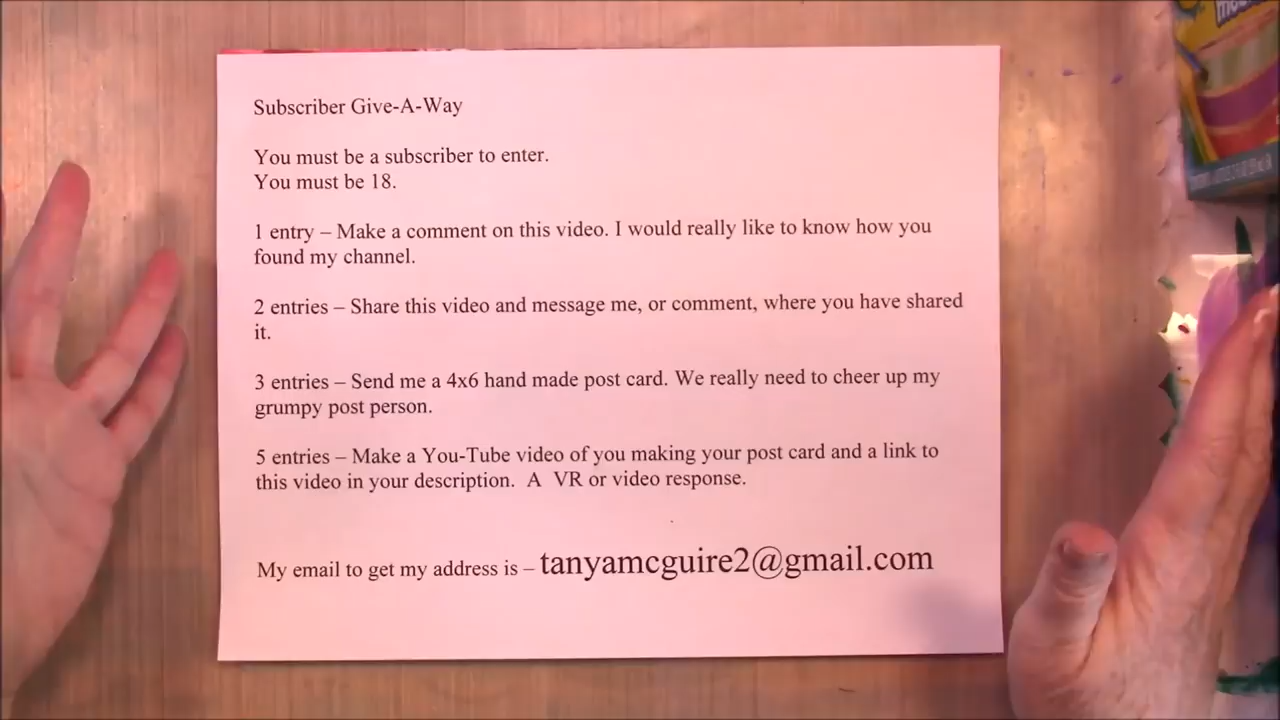 Subscriber Give-A-Way
You must be a subscriber to enter.
You must be 18.
1 entry – Make a comment on this video. I would really like to know how you
found my channel.
2 entries – Share this video and message me, or comment, where you have shared
it.
3 entries – Send me a 4x6 hand made post card. We really need to cheer up my
grumpy post person.
5 entries – Make a You-Tube video of you making your post card and a link to
this video in your description.  A  VR or video response.
My email to get my address is – tanyamcguire2@gmail.com